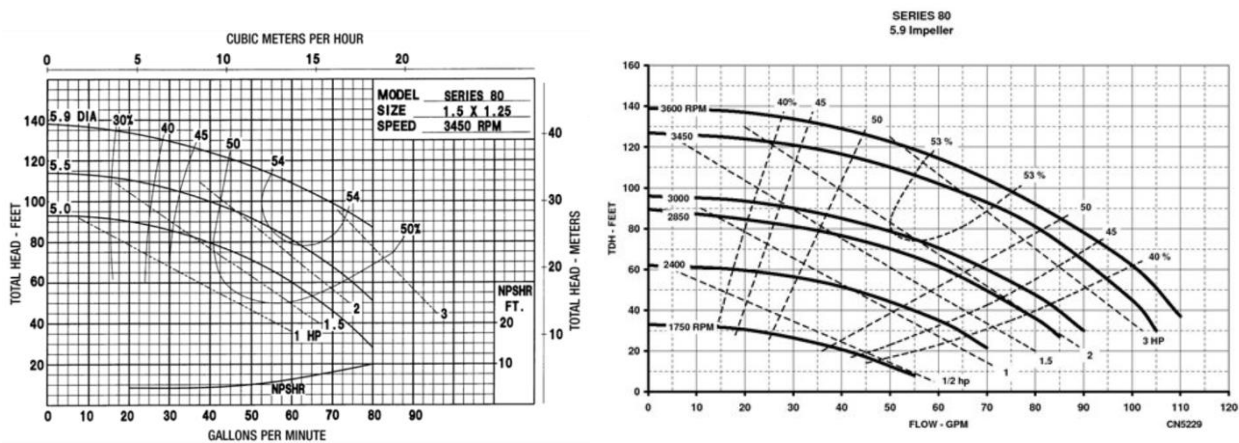 CUBIC METERS PER HOUR
0 5 10 15 20
MODEL SERIES 80
SIZE 1.5 X 1.25
SPEED 3450 RPM
TOTAL HEAD - FEET
140
120
100
80
60
40
20
5.9 DIA
5.5
5.0
30%
40
45
50
54
54
50%
1 HP
1.5
2
3
NPSHR
NPSHR
FT.
20
10
40
30
20
10
TOTAL HEAD - METERS
0 10 20 30 40 50 60 70 80 90
GALLONS PER MINUTE
SERIES 80
5.9 Impeller
TDH - FEET
160
140
120
100
80
60
40
20
0
3600 RPM
3450
3000
2850
2400
1750 RPM
40%
45
50
53 %
53 %
50
45
40 %
1/2 hp
1
1.5
2
3 HP
0 10 20 30 40 50 60 70 80 90 100 110 120
FLOW - GPM
CN5229